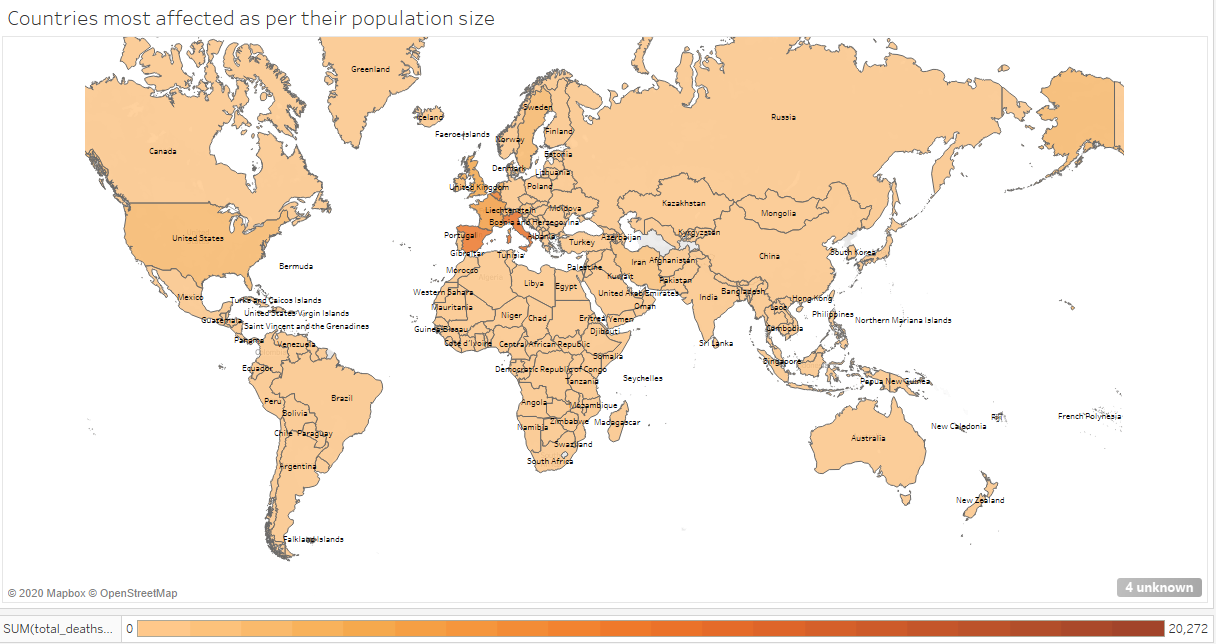 Countries most affected as per their population size
Greenland
Iceland
Sweden
Russia
Faeroe Islands
Finland
Norway
Canada
Estonia
Denmark
Lithuania
United Kingdom
Poland
Kazakhstan
Liechtenstein
Moldova
Mongolia
Bosnia and Herzegovina
Kyrgyzstan
United States
Portugal
Albania
Azerbaijan
Turkey
Gibraltar
Tunisia
South Korea
China
Iran
Afghanistan
Bermuda
Morocco
Palestine
Kuwait
Pakistan
Libya
Egypt
Western Sahara
United Arab Emirates
Bangladesh
India
Mexico
Turks and Caicos Islands
Hong Kong
Mauritania
Oman
Laos
United States Virgin Islands
Niger
Chad
Eritrea
Yemen
Philippines
Northern Mariana Islands
Guatemala
Saint Vincent and the Grenadines
Guinea-Bissau
Djibouti
Cambodia
Panama
Venezuela
Cote d'Ivoire
Central African Republic
Sri Lanka
Somalia
Singapore
Ecuador
Democratic Republic of Congo
Seychelles
Tanzania
Papua New Guinea
Peru
Brazil
Angola
Mozambique
Bolivia
Fiji
French Polynesia
Namibia
Zimbabwe
Madagascar
New Caledonia
Chile
Paraguay
Swaziland
Australia
Argentina
South Africa
New Zealand
Falkland Islands
4 unknown
© 2020 Mapbox © OpenStreetMap
SUM(total_deaths...
0
20,272